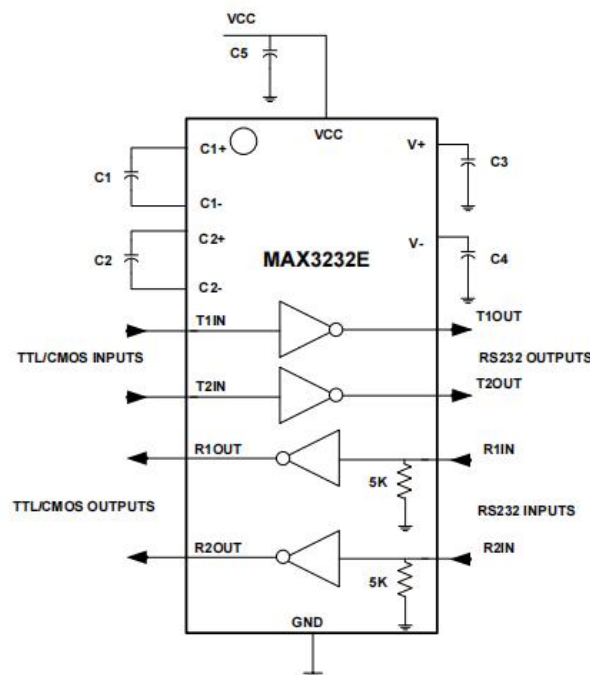 VCC
C5
VCC
C1+
V+
C1
C3
C1-
C2+
V-
C2
MAX3232E
C4
C2-
T1IN
T1OUT
TTL/CMOS INPUTS
RS232 OUTPUTS
T2IN
T2OUT
R1OUT
R1IN
5K
TTL/CMOS OUTPUTS
RS232 INPUTS
R2OUT
R2IN
5K
GND